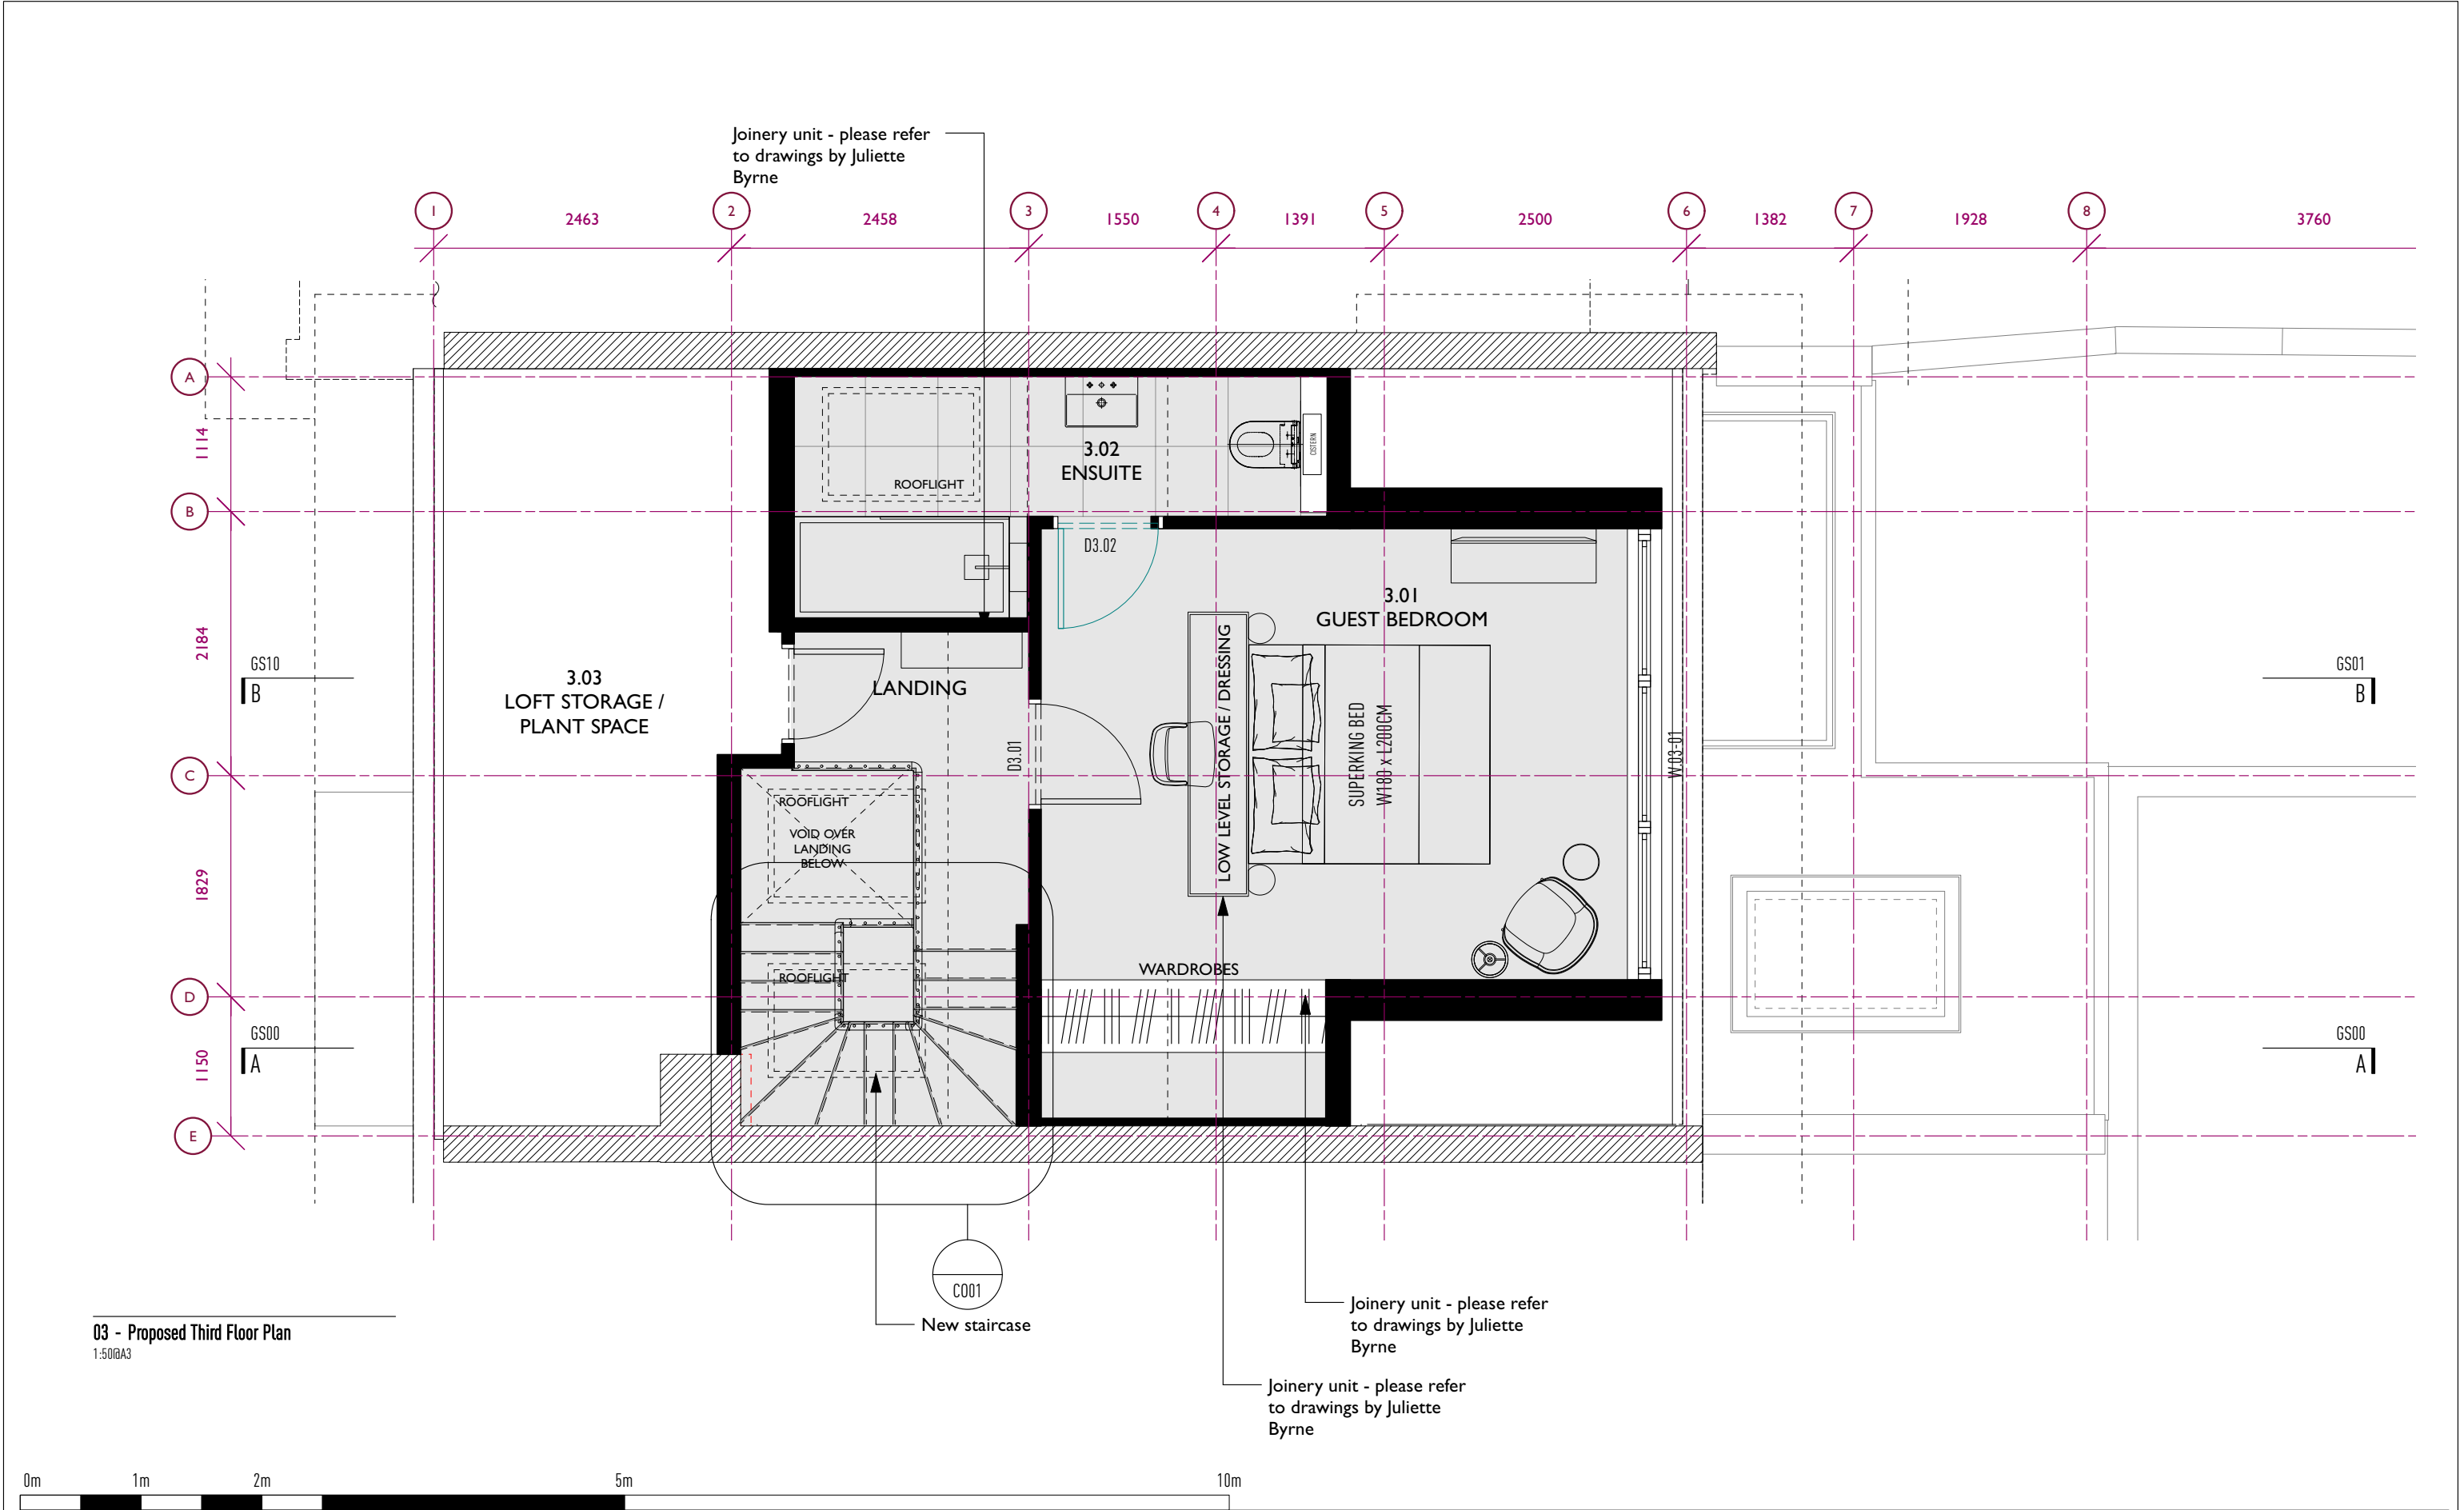 Joinery unit - please refer
to drawings by Juliette
Byrne
1
2
3
4
5
6
7
8
2463
2458
1550
1391
2500
1382
1928
3760
A
1114
B
2184
C
1829
D
1150
E
3.02
ENSUITE
ROOFLIGHT
CISTERN
D3.02
3.01
GUEST BEDROOM
GS10
B
GS01
B
3.03
LOFT STORAGE /
PLANT SPACE
LANDING
D3.01
LOW LEVEL STORAGE / DRESSING
SUPERKING BED
W180 x L200CM
W.03-01
ROOFLIGHT
VOID OVER
LANDING
BELOW
ROOFLIGHT
WARDROBES
GS00
A
GS00
A
C001
New staircase
Joinery unit - please refer
to drawings by Juliette
Byrne
Joinery unit - please refer
to drawings by Juliette
Byrne
03 - Proposed Third Floor Plan
1:50@A3
0m
1m
2m
5m
10m